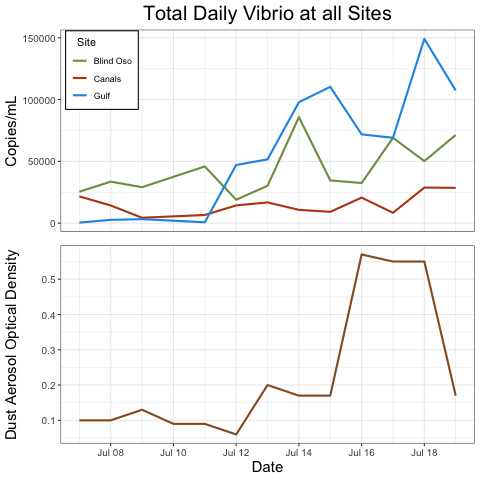 Total Daily Vibrio at all Sites
Copies/mL
150000
100000
50000
0
Site
Blind Oso
Canals
Gulf
Dust Aerosol Optical Density
0.5
0.4
0.3
0.2
0.1
Jul 08 Jul 10 Jul 12 Jul 14 Jul 16 Jul 18
Date